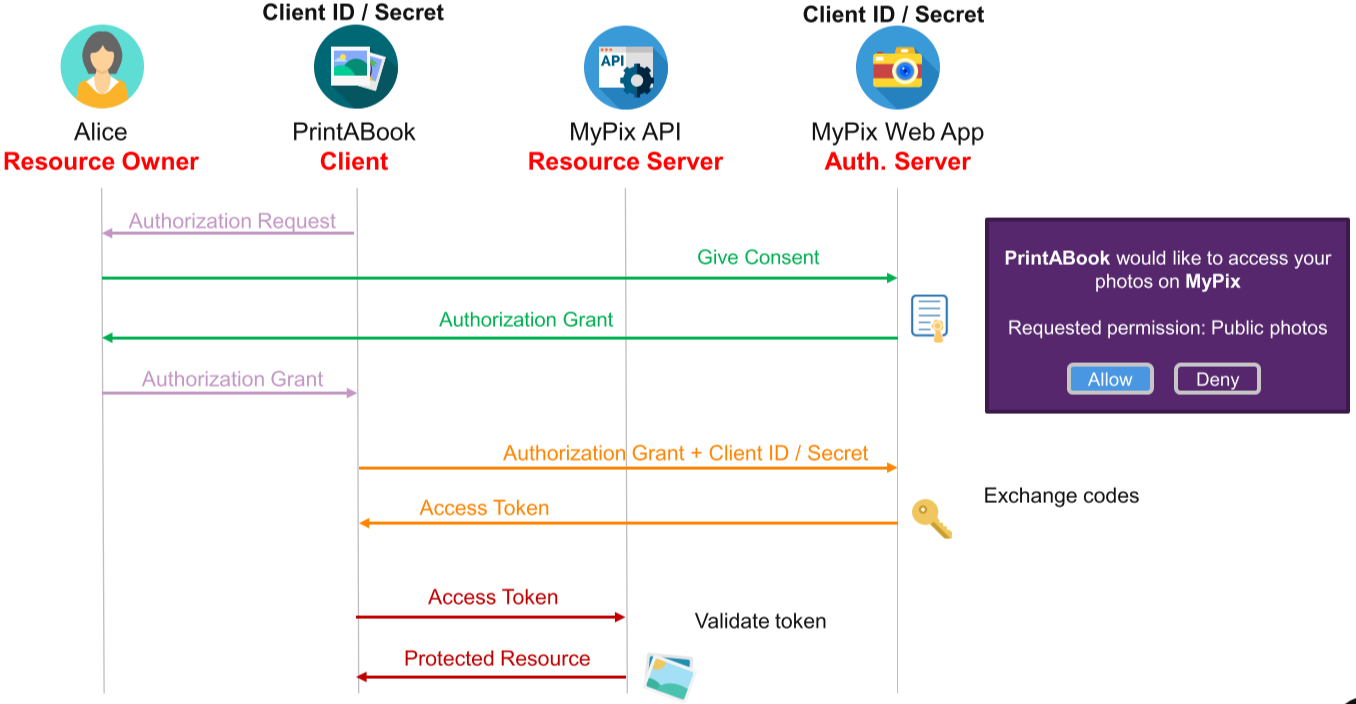 Client ID / Secret
Client ID / Secret
API
Alice
PrintABook
MyPix API
MyPix Web App
Resource Owner
Client
Resource Server
Auth. Server
Authorization Request
Give Consent
PrintABook would like to access your
photos on MyPix
Authorization Grant
Requested permission: Public photos
Authorization Grant
Allow
Deny
Authorization Grant + Client ID / Secret
Exchange codes
Access Token
Access Token
Validate token
Protected Resource